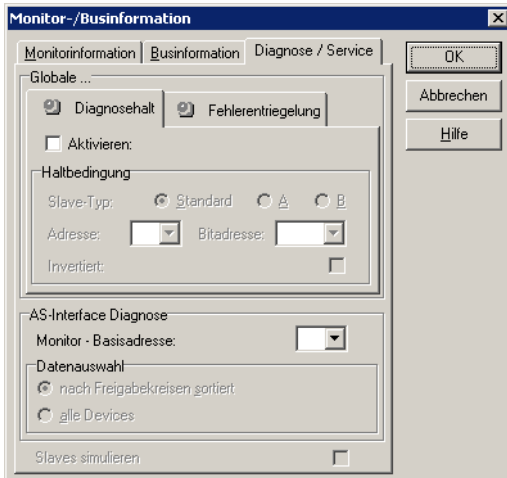 Monitor-/Businformation
Monitorinformation Businformation Diagnose / Service
OK
Abbrechen
Hilfe
Globale ...
Diagnosehalt Fehlerentriegelung
Aktivieren:
Haltbedingung
Slave-Typ: Standard A B
Adresse: Bitadresse:
Invertiert:
AS-Interface Diagnose
Monitor - Basisadresse:
Datenauswahl
nach Freigabekreisen sortiert
alle Devices
Slaves simulieren